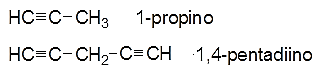 HC≡C-CH₃ 1-propino
HC≡C-CH₂-C≡CH 1,4-pentadiino